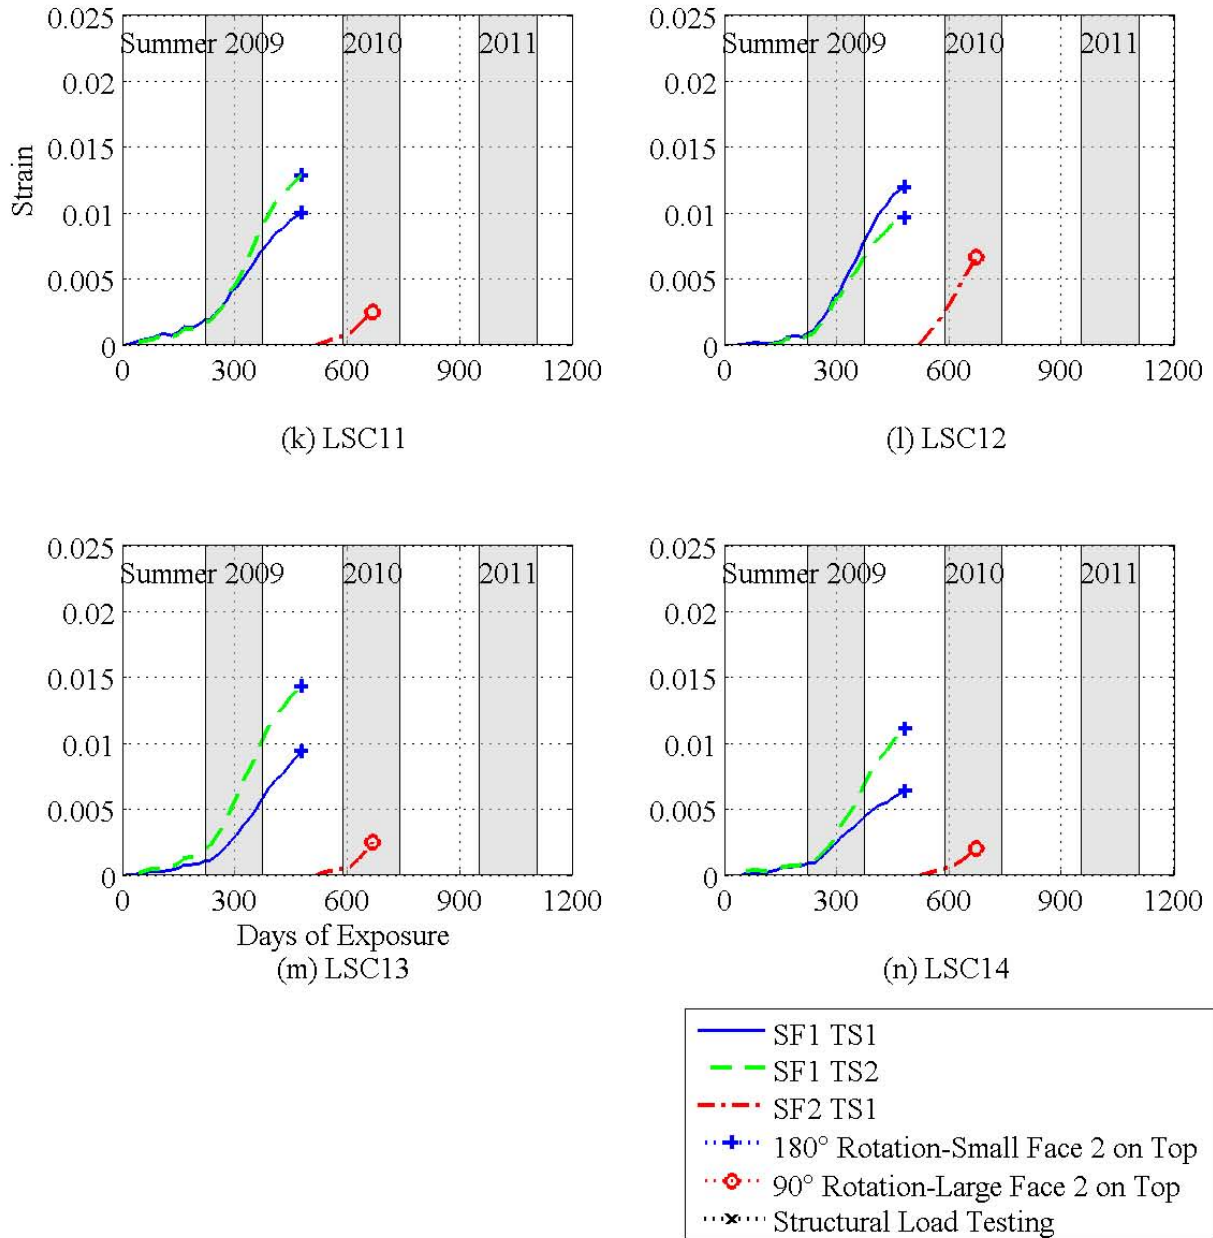 0.025
0.02
0.015
0.01
0.005
0
Strain
Summer 2009
2010
2011
0 300 600 900 1200
(k) LSC11
0.025
0.02
0.015
0.01
0.005
0
Summer 2009
2010
2011
0 300 600 900 1200
(l) LSC12
0.025
0.02
0.015
0.01
0.005
0
Summer 2009
2010
2011
0 300 600 900 1200
Days of Exposure
(m) LSC13
0.025
0.02
0.015
0.01
0.005
0
Summer 2009
2010
2011
0 300 600 900 1200
(n) LSC14
SF1 TS1
SF1 TS2
SF2 TS1
180° Rotation-Small Face 2 on Top
90° Rotation-Large Face 2 on Top
Structural Load Testing